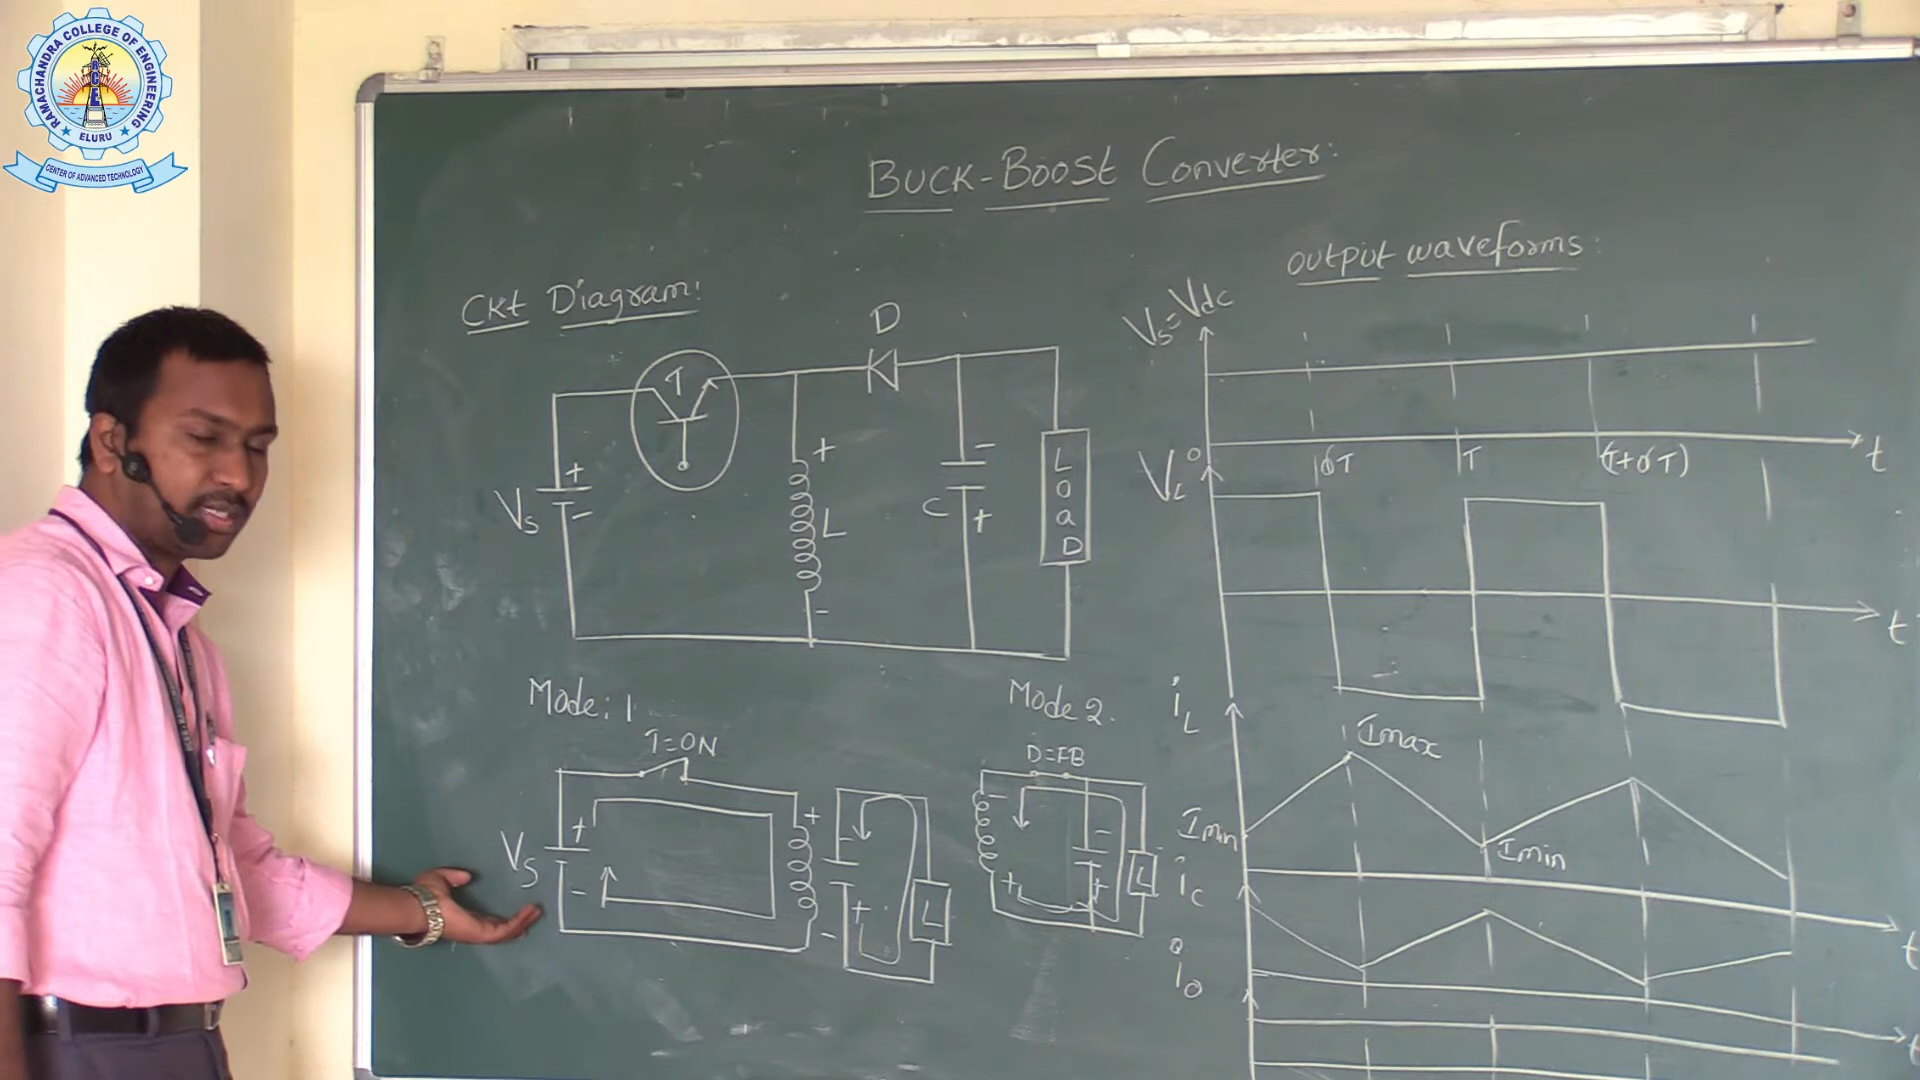 RAMACHANDRA COLLEGE OF ENGINEERING
RCE
ELURU
CENTER OF ADVANCED TECHNOLOGY
BUCK-BOOST Converter:
Ckt Diagram:
output waveforms:
Vs=Vdc
D
T
+
-
Vs
+
-
L
-
+
C
LOaD
0
δT
T
(T+δT)
t
VL
t
Mode: 1
T=ON
Vs
+
-
+
-
-
+
L
Mode 2.
D=FB
-
+
-
+
L
iL
Imax
Imin
Imin
t
ic
io
t